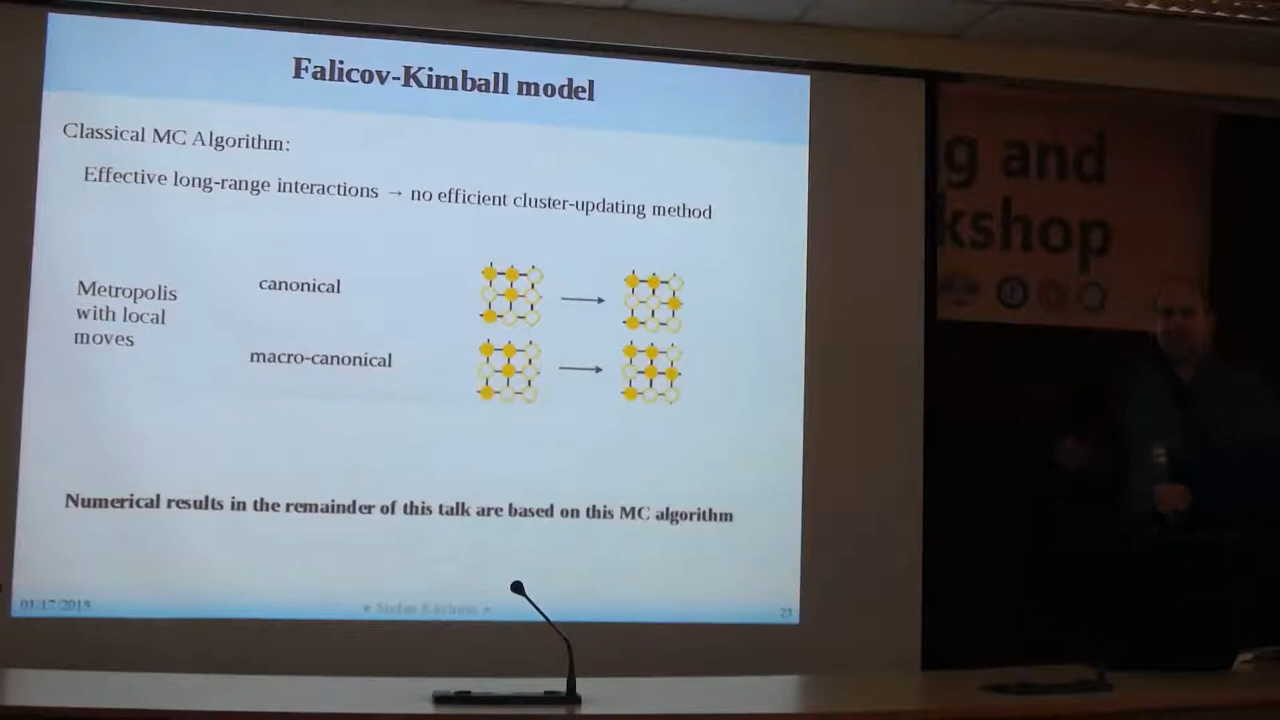 Falicov-Kimball model
Classical MC Algorithm:
Effective long-range interactions → no efficient cluster-updating method
Metropolis
with local
moves
canonical
macro-canonical
Numerical results in the remainder of this talk are based on this MC algorithm
01/17/2019
23
g and
kshop